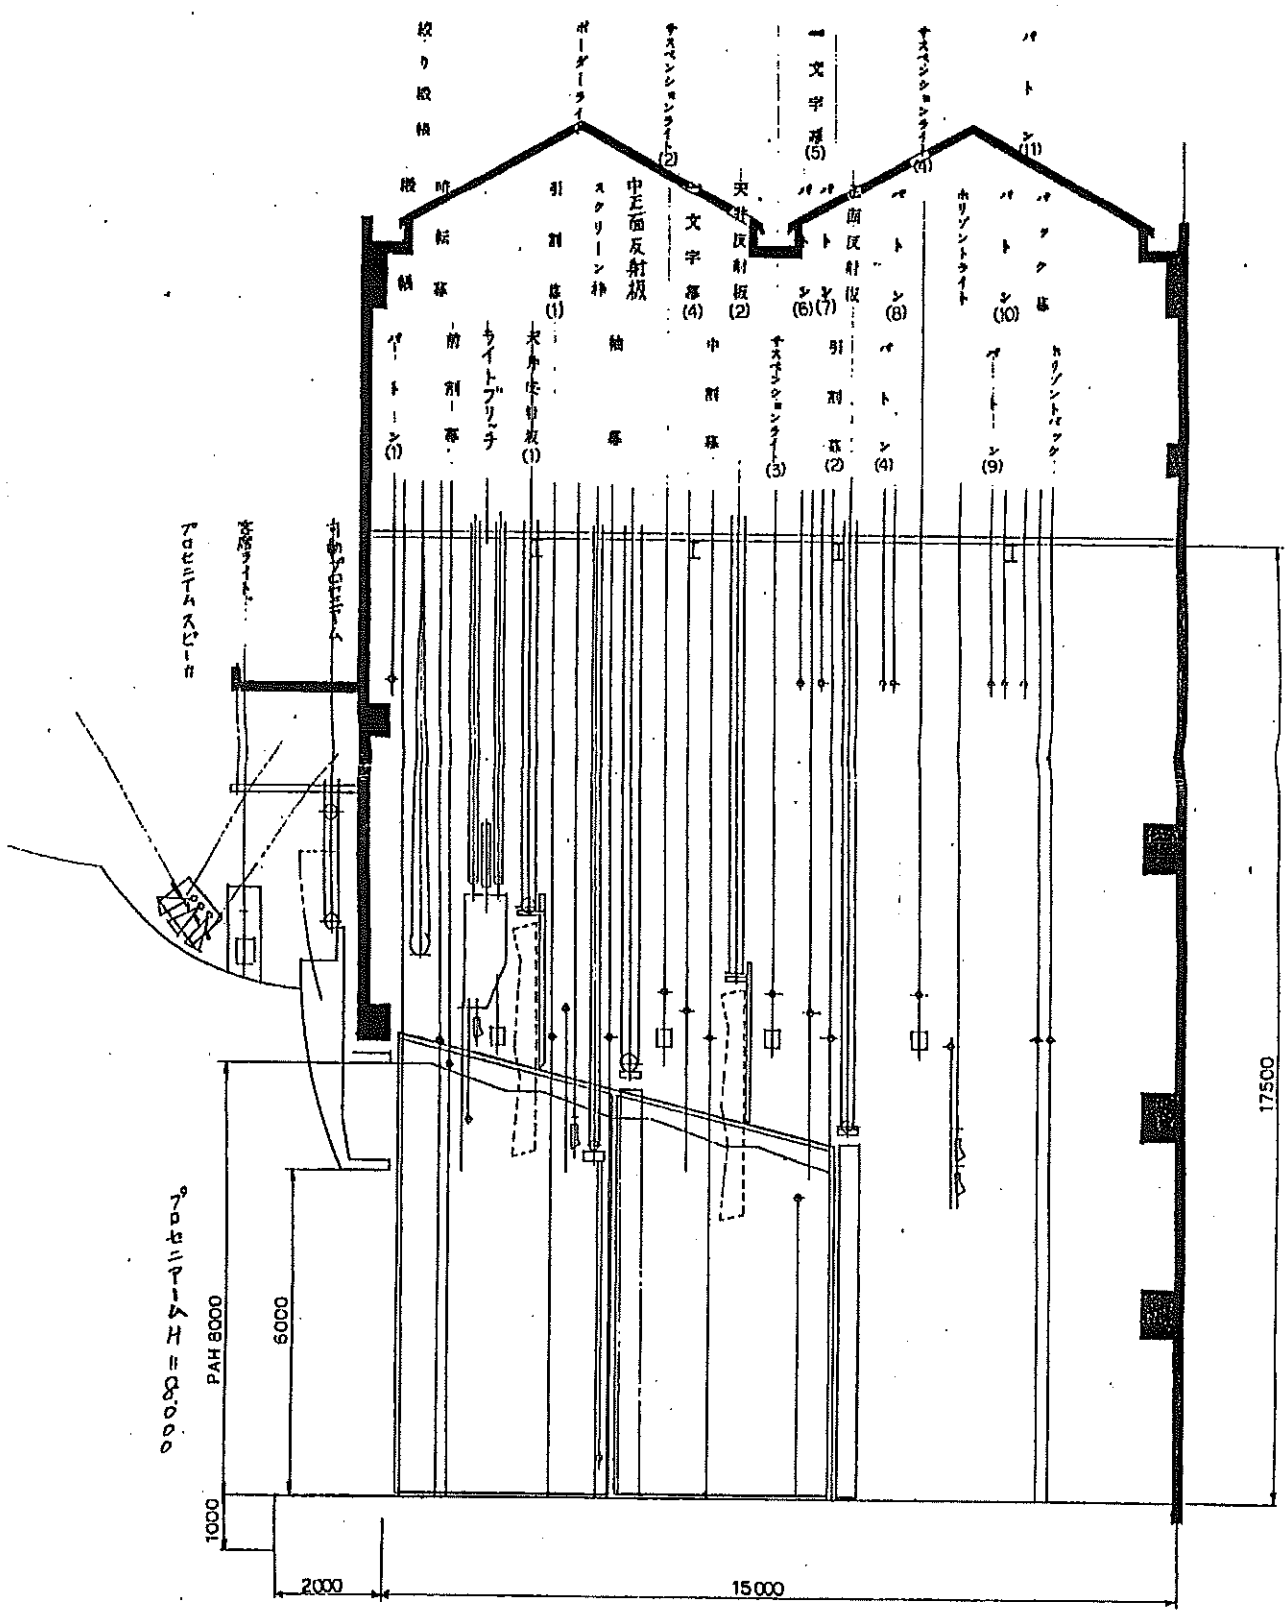 絞り緞帳
ボーダーライト
サスペンションライト(2)
一文字幕(5)
サスペンションライト(4)
バトン(11)
緞帳
暗転幕
引割幕(1)
スクリーン枠
中正面反射板
一文字幕(4)
天井反射板(2)
バトン(6)
バトン(7)
正面反射板
バトン(8)
ホリゾントライト
バトン(10)
バック幕
バトン(1)
前割幕
ライトブリッヂ
天井反射板(1)
袖幕
中割幕
サスペンションライト(3)
引割幕(2)
バトン(4)
バトン(9)
ホリゾントバック
プロセニアムスピーカ
客席ライト
可動プロセニアーム
プロセニアームH=8,000
PAH 8000
6000
1000
2000
15000
17500